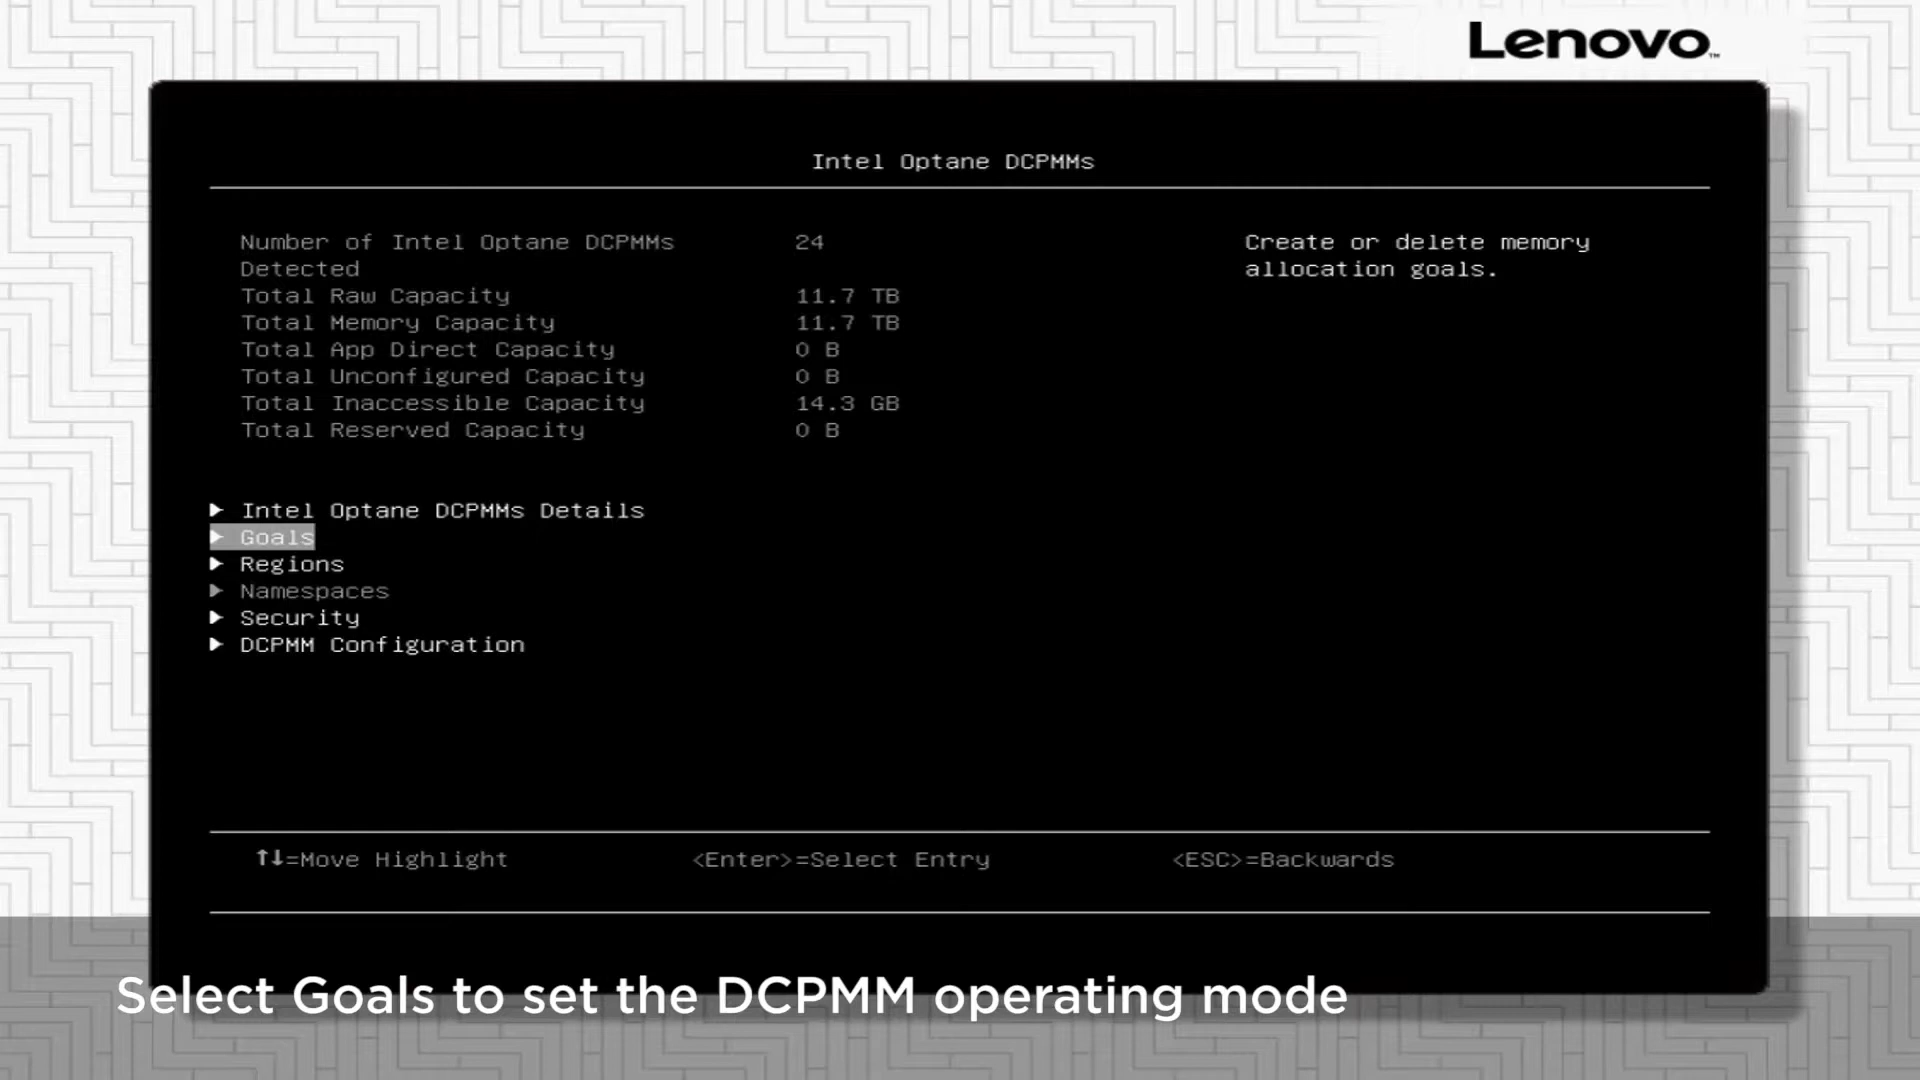 Lenovo™
Intel Optane DCPMMs
Number of Intel Optane DCPMMs 24
Detected
Total Raw Capacity 11.7 TB
Total Memory Capacity 11.7 TB
Total App Direct Capacity 0 B
Total Unconfigured Capacity 0 B
Total Inaccessible Capacity 14.3 GB
Total Reserved Capacity 0 B
Create or delete memory
allocation goals.
▶ Intel Optane DCPMMs Details
▶ Goals
▶ Regions
▶ Namespaces
▶ Security
▶ DCPMM Configuration
↑↓=Move Highlight <Enter>=Select Entry <ESC>=Backwards
Select Goals to set the DCPMM operating mode